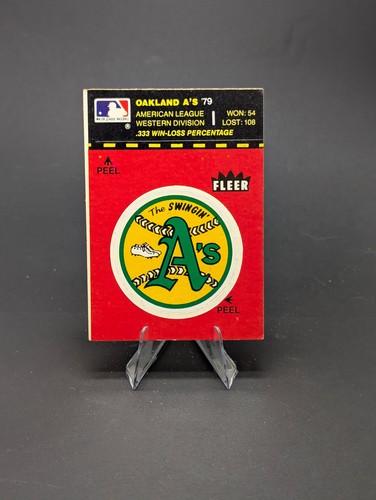 OAKLAND A'S '79
AMERICAN LEAGUE
WESTERN DIVISION
WON: 54
LOST: 108
.333 WIN-LOSS PERCENTAGE
®
PEEL
FLEER
The SWINGIN'
A's
PEEL